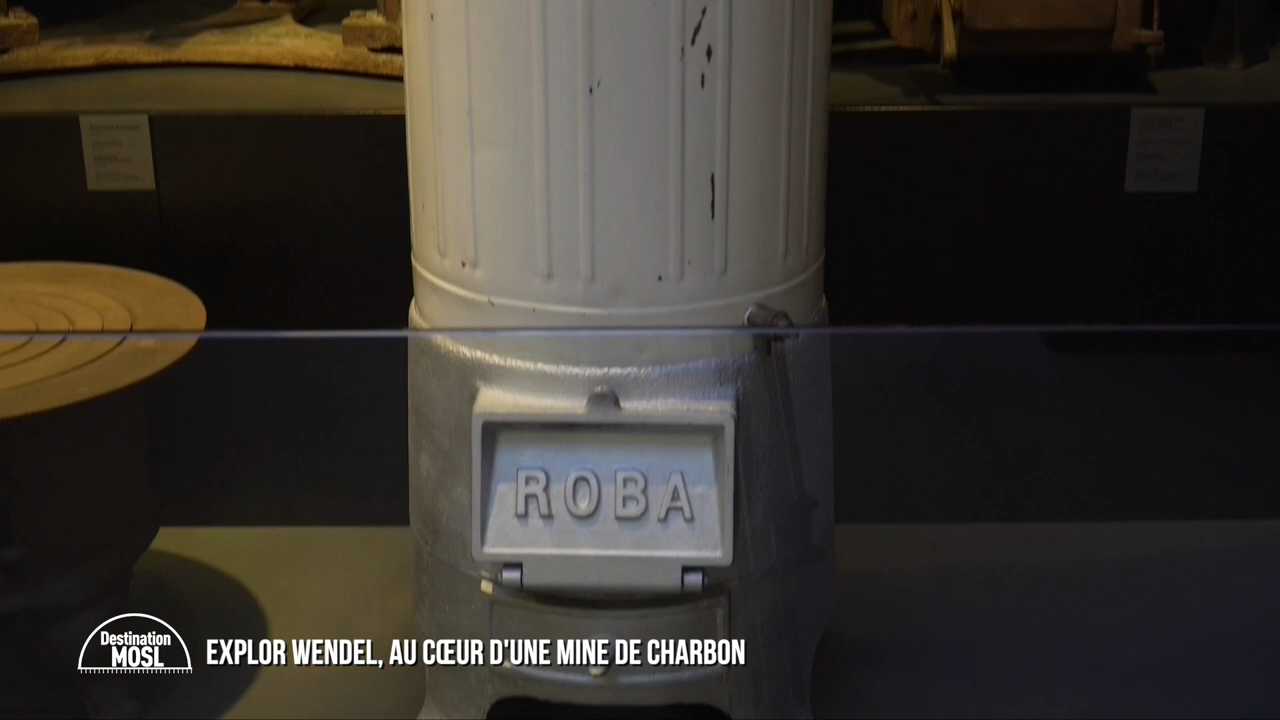 ROBA
Destination
MOSL
EXPLOR WENDEL, AU CŒUR D'UNE MINE DE CHARBON